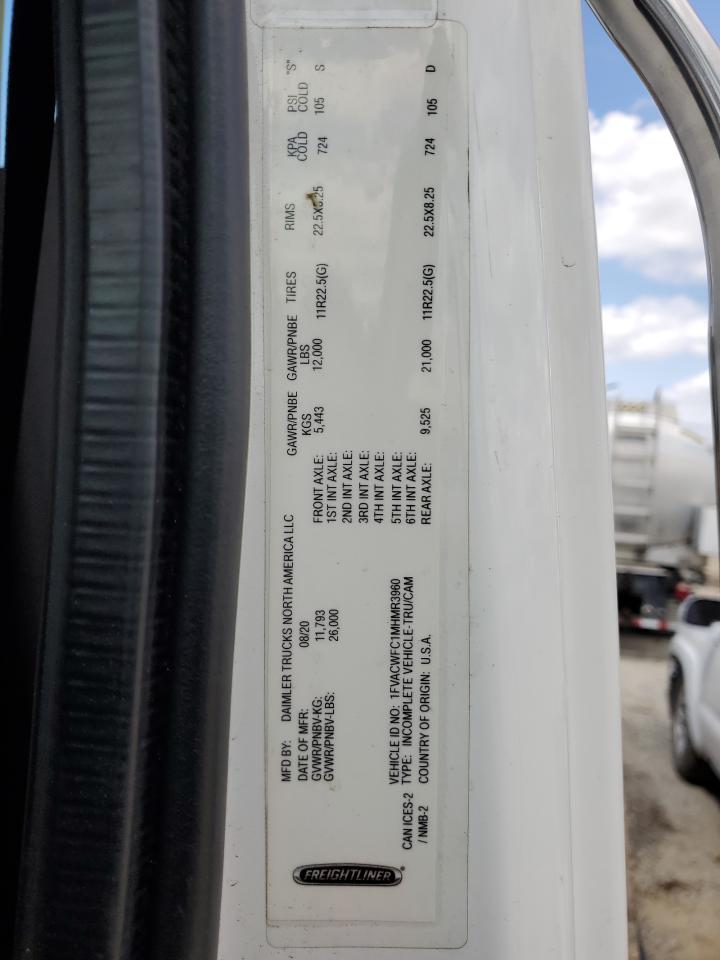 MFD BY: DAIMLER TRUCKS NORTH AMERICA LLC
DATE OF MFR: 08/20
GVWR/PNBV-KG: 11,793
GVWR/PNBV-LBS: 26,000
GAWR/PNBE KGS GAWR/PNBE LBS TIRES RIMS KPA COLD PSI COLD "S"
FRONT AXLE: 5,443 12,000 11R22.5(G) 22.5X8.25 724 105 S
1ST INT AXLE:
2ND INT AXLE:
3RD INT AXLE:
4TH INT AXLE:
5TH INT AXLE:
6TH INT AXLE:
REAR AXLE: 9,525 21,000 11R22.5(G) 22.5X8.25 724 105 D
VEHICLE ID NO: 1FVACWFC1MHMR3960
CAN ICES-2 TYPE: INCOMPLETE VEHICLE-TRU/CAM
/ NMB-2 COUNTRY OF ORIGIN: U.S.A.
FREIGHTLINER